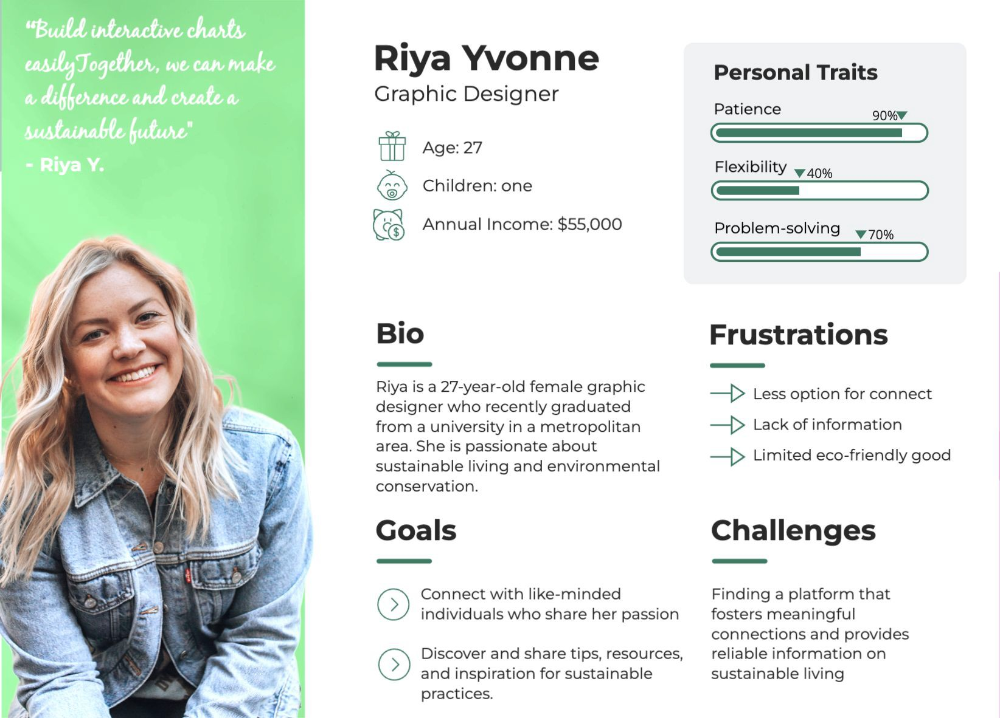 “Build interactive charts
easilyTogether, we can make
a difference and create a
sustainable future"
- Riya Y.
Riya Yvonne
Graphic Designer
Age: 27
Children: one
Annual Income: $55,000
Personal Traits
Patience
90%
Flexibility
40%
Problem-solving
70%
Bio
Riya is a 27-year-old female graphic
designer who recently graduated
from a university in a metropolitan
area. She is passionate about
sustainable living and environmental
conservation.
Frustrations
Less option for connect
Lack of information
Limited eco-friendly good
Goals
Connect with like-minded
individuals who share her passion
Discover and share tips, resources,
and inspiration for sustainable
practices.
Challenges
Finding a platform that
fosters meaningful
connections and provides
reliable information on
sustainable living